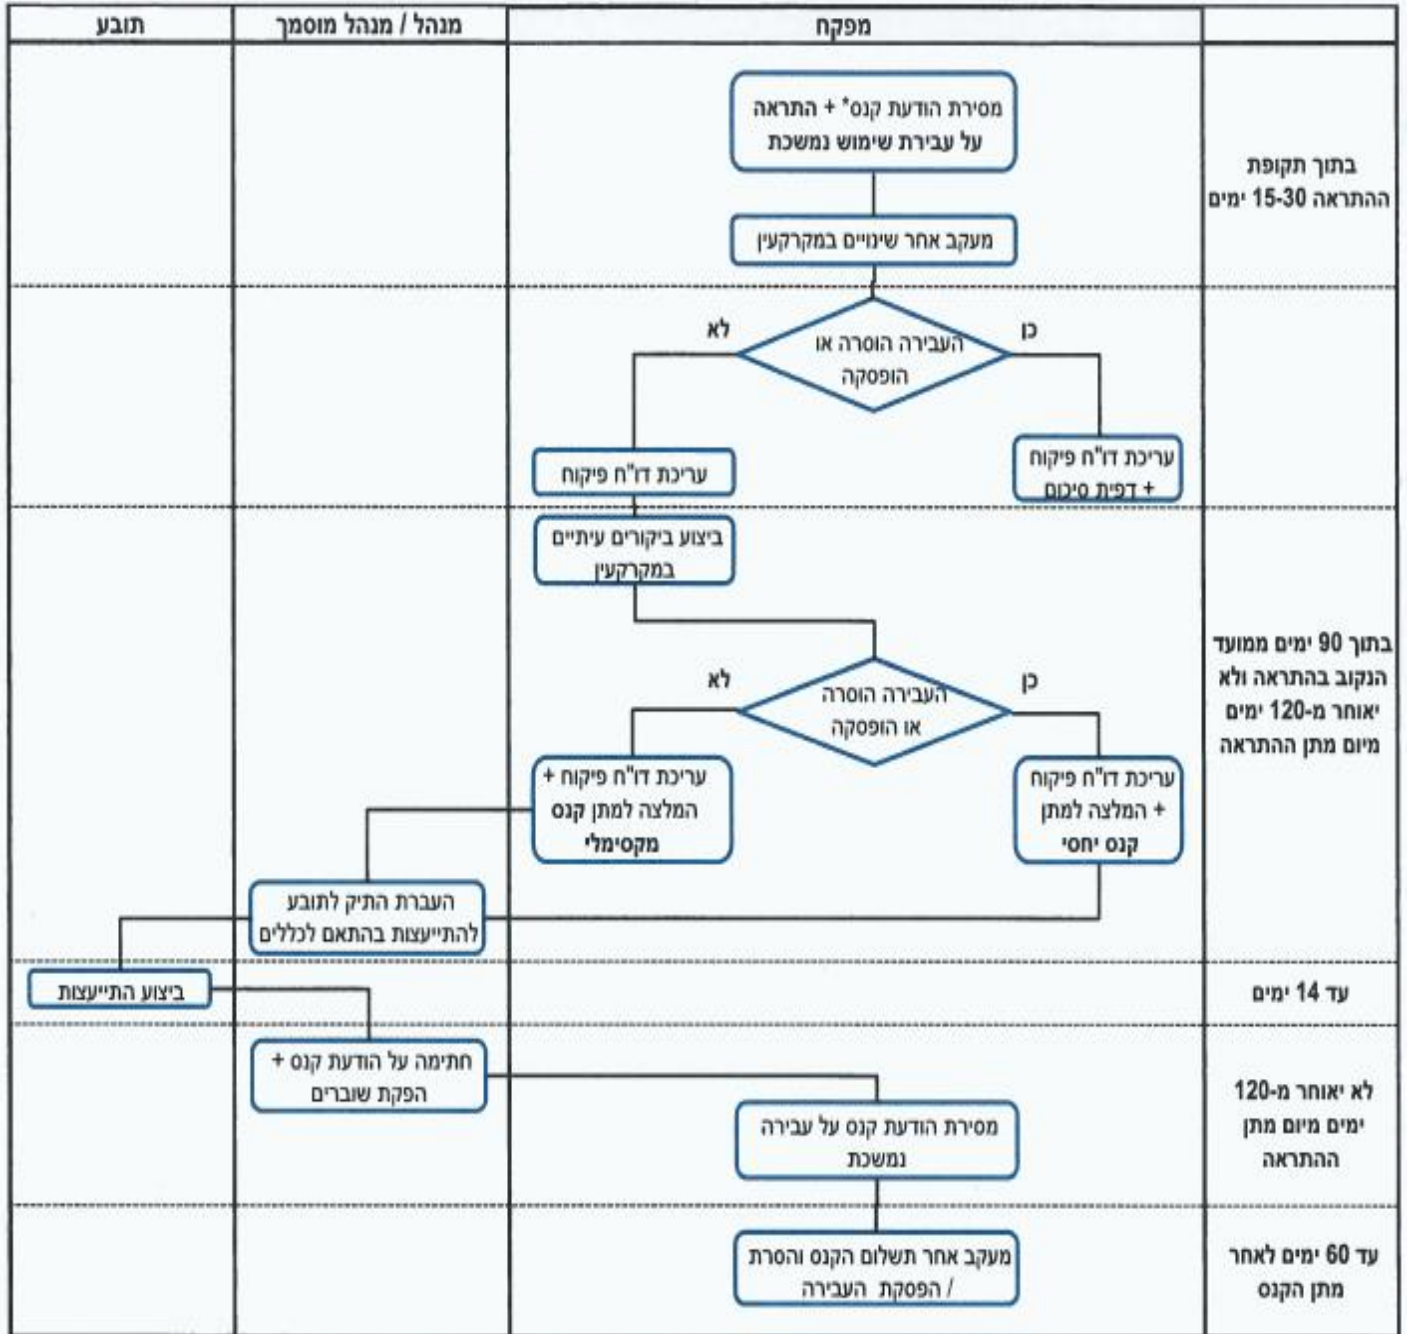 מפקח
מנהל / מנהל מוסמך
תובע
בתוך תקופת
ההתראה 15-30 ימים
מסירת הודעת קנס* + התראה
על עבירת שימוש נמשכת
מעקב אחר שינויים במקרקעין
העבירה הוסרה או
הופסקה
כן
לא
עריכת דו"ח פיקוח
+ דפית סיכום
עריכת דו"ח פיקוח
בתוך 90 ימים ממועד
הנקוב בהתראה ולא
יאוחר מ-120 ימים
מיום מתן ההתראה
ביצוע ביקורים עיתיים
במקרקעין
העבירה הוסרה
או הופסקה
כן
לא
עריכת דו"ח פיקוח
+ המלצה למתן
קנס יחסי
עריכת דו"ח פיקוח +
המלצה למתן קנס
מקסימלי
העברת התיק לתובע
להתייעצות בהתאם לכללים
עד 14 ימים
ביצוע התייעצות
לא יאוחר מ-120
ימים מיום מתן
ההתראה
חתימה על הודעת קנס +
הפקת שוברים
מסירת הודעת קנס על עבירה
נמשכת
עד 60 ימים לאחר
מתן הקנס
מעקב אחר תשלום הקנס והסרת
/ הפסקת העבירה